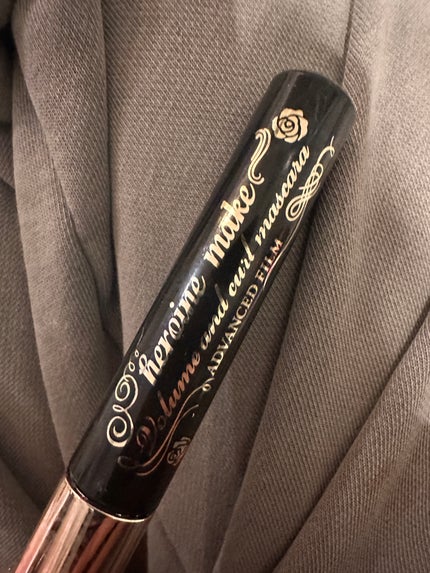 heroine make
Volume and curl mascara
ADVANCED FILM